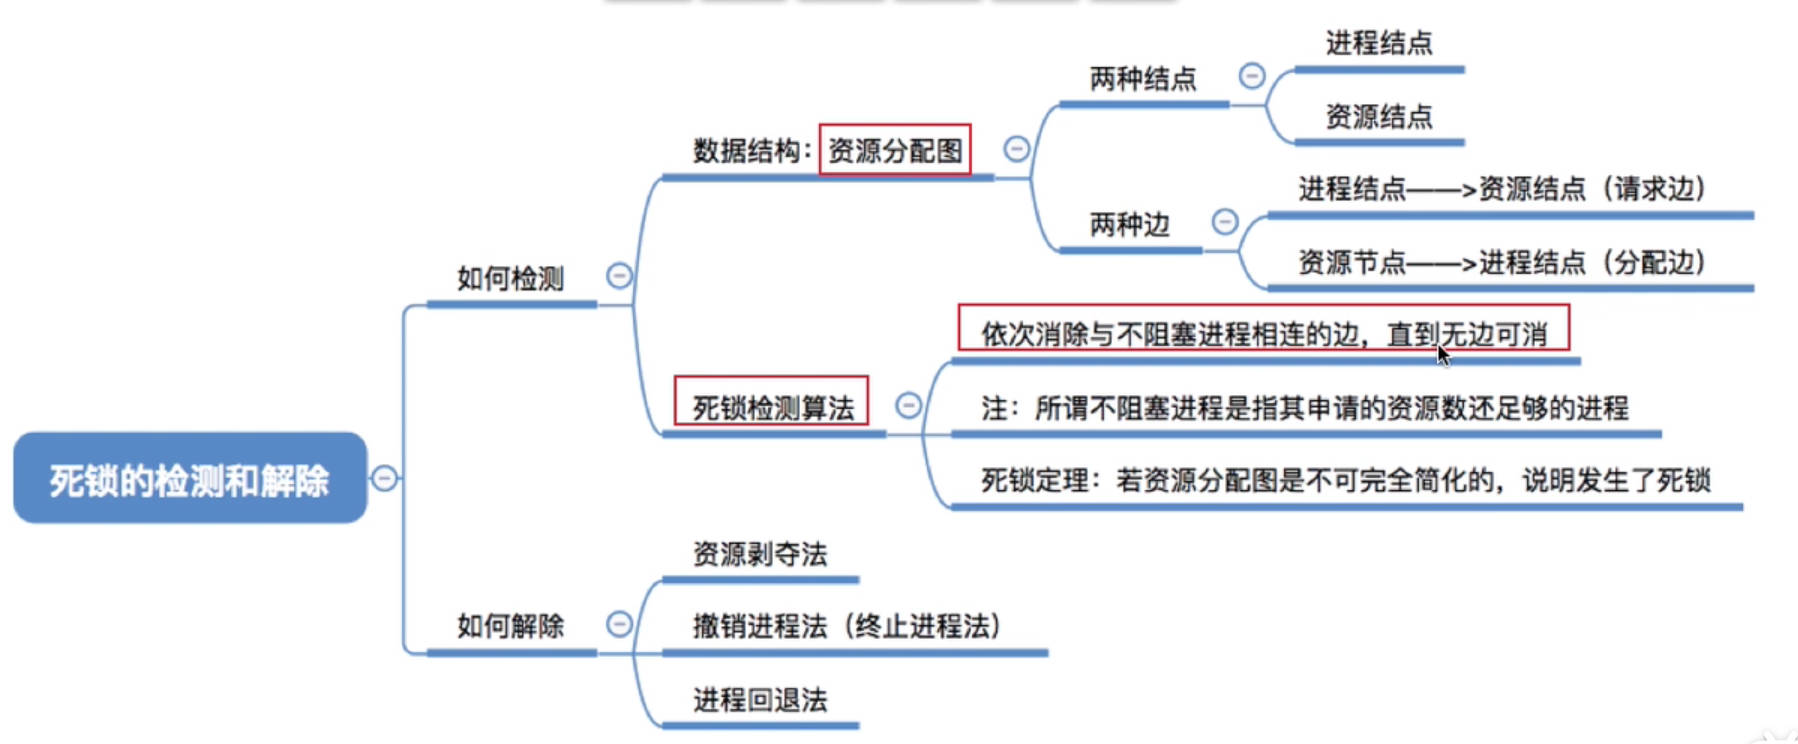 进程结点
两种结点
资源结点
数据结构：资源分配图
进程结点——>资源结点（请求边）
两种边
资源节点——>进程结点（分配边）
如何检测
依次消除与不阻塞进程相连的边，直到无边可消
死锁检测算法
注：所谓不阻塞进程是指其申请的资源数还足够的进程
死锁定理：若资源分配图是不可完全简化的，说明发生了死锁
死锁的检测和解除
资源剥夺法
如何解除
撤销进程法（终止进程法）
进程回退法